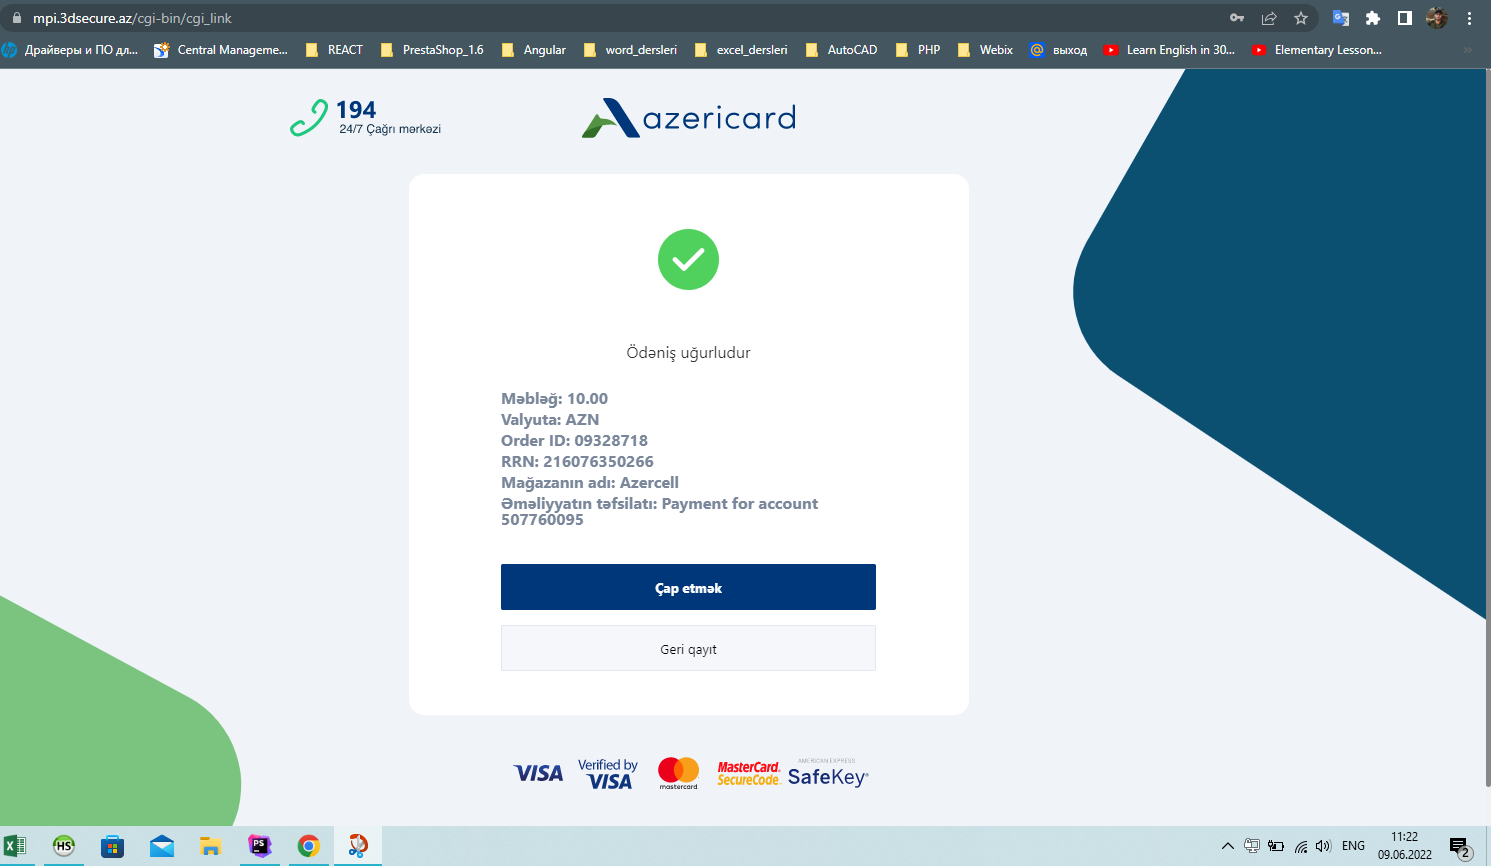 mpi.3dsecure.az/cgi-bin/cgi_link
Драйверы и ПО дл...
Central Manageme...
REACT
PrestaShop_1.6
Angular
word_dersleri
excel_dersleri
AutoCAD
PHP
Webix
выход
Learn English in 30...
Elementary Lesson...
194
24/7 Çağrı mərkəzi
azericard
Ödəniş uğurludur
Məbləğ: 10.00
Valyuta: AZN
Order ID: 09328718
RRN: 216076350266
Mağazanın adı: Azercell
Əməliyyatın təfsilatı: Payment for account
507760095
Çap etmək
Geri qayıt
VISA
Verified by
VISA
mastercard
MasterCard.
SecureCode.
AMERICAN EXPRESS
SafeKey
HS
PS
ENG
11:22
09.06.2022
2